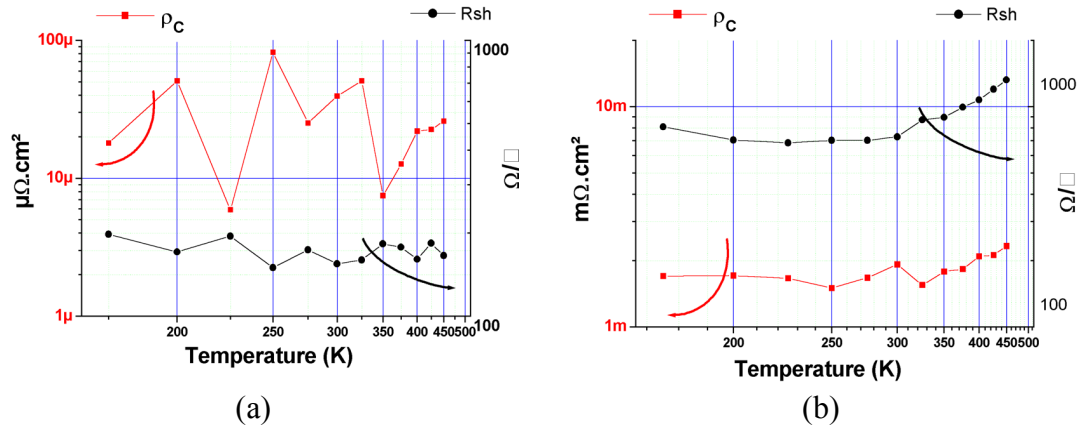 ρC Rsh
100µ
10µ
1µ
µΩ.cm²
1000
100
Ω/□
200 250 300 350 400 450 500
Temperature (K)
(a)
ρC Rsh
10m
1m
mΩ.cm²
1000
100
Ω/□
200 250 300 350 400 450 500
Temperature (K)
(b)